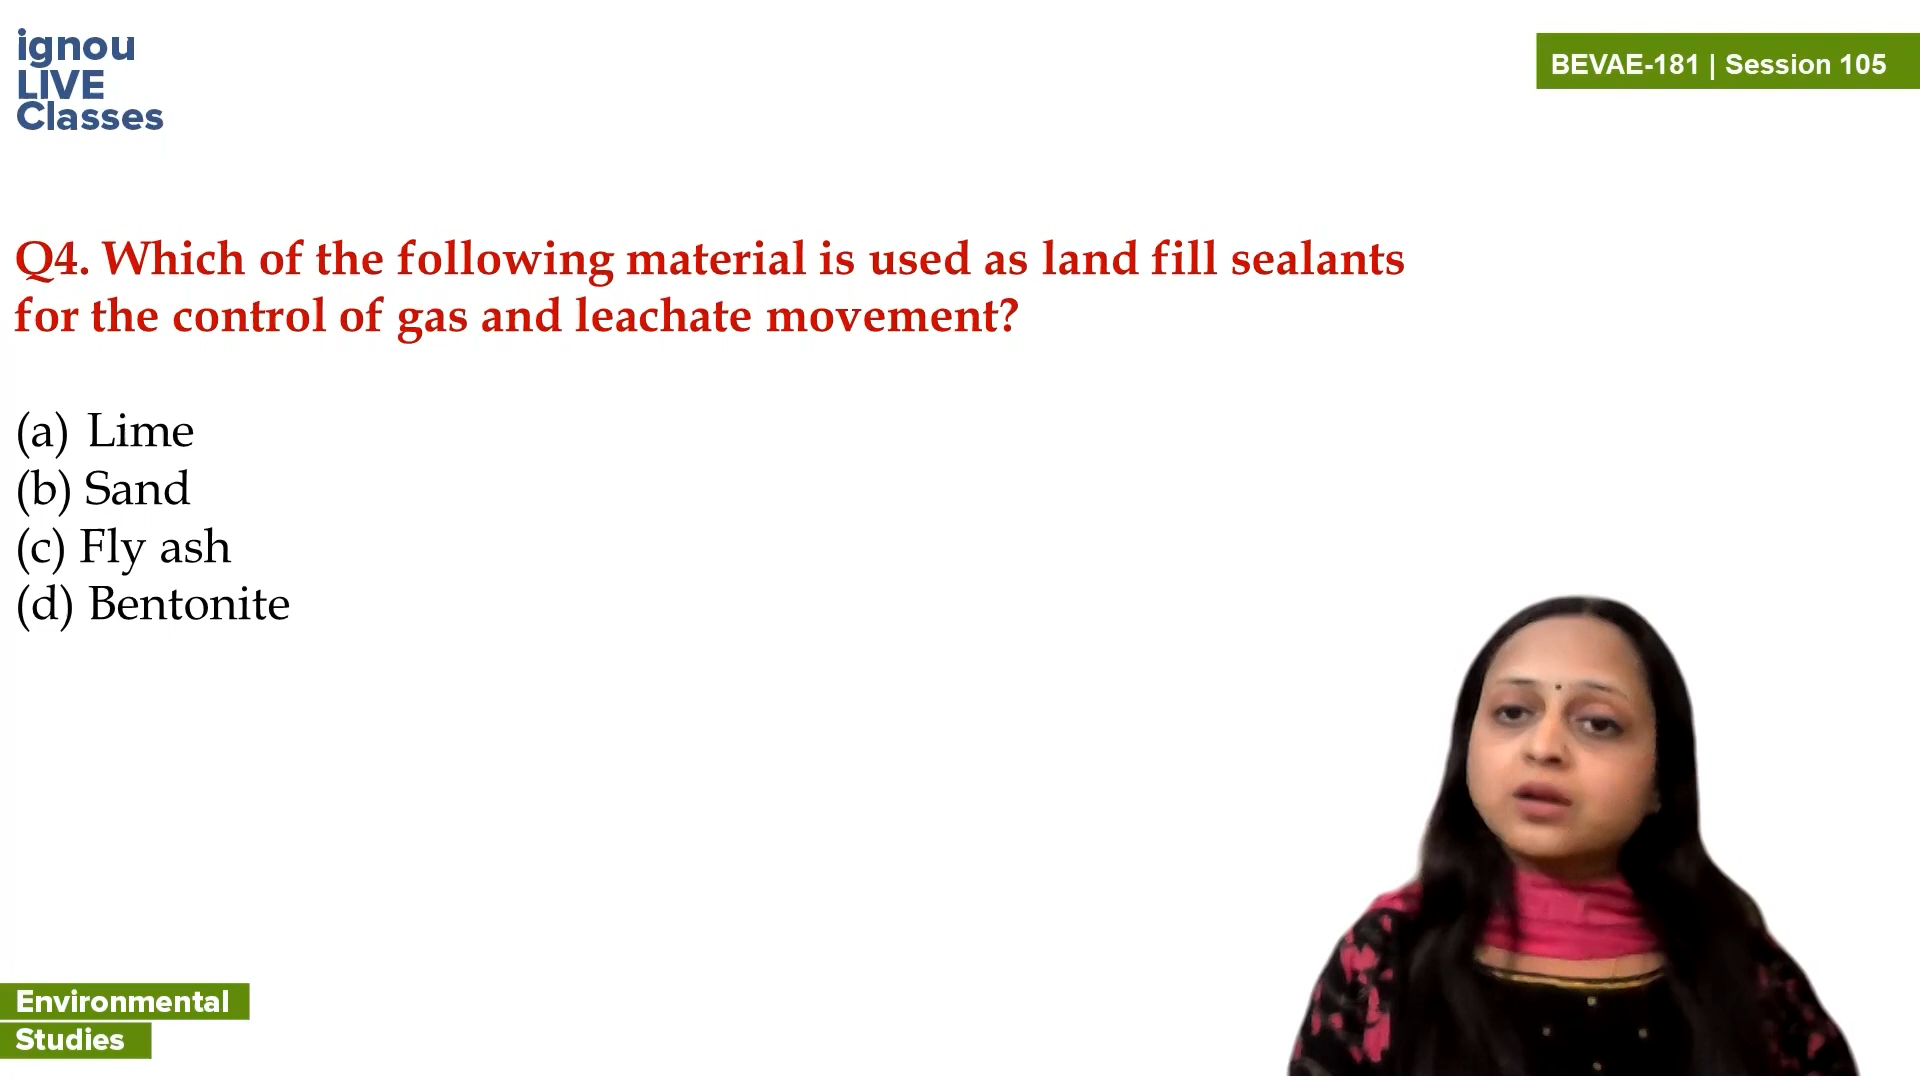 ignou
LIVE
Classes
BEVAE-181 | Session 105
Q4. Which of the following material is used as land fill sealants
for the control of gas and leachate movement?
(a) Lime
(b) Sand
(c) Fly ash
(d) Bentonite
Environmental
Studies